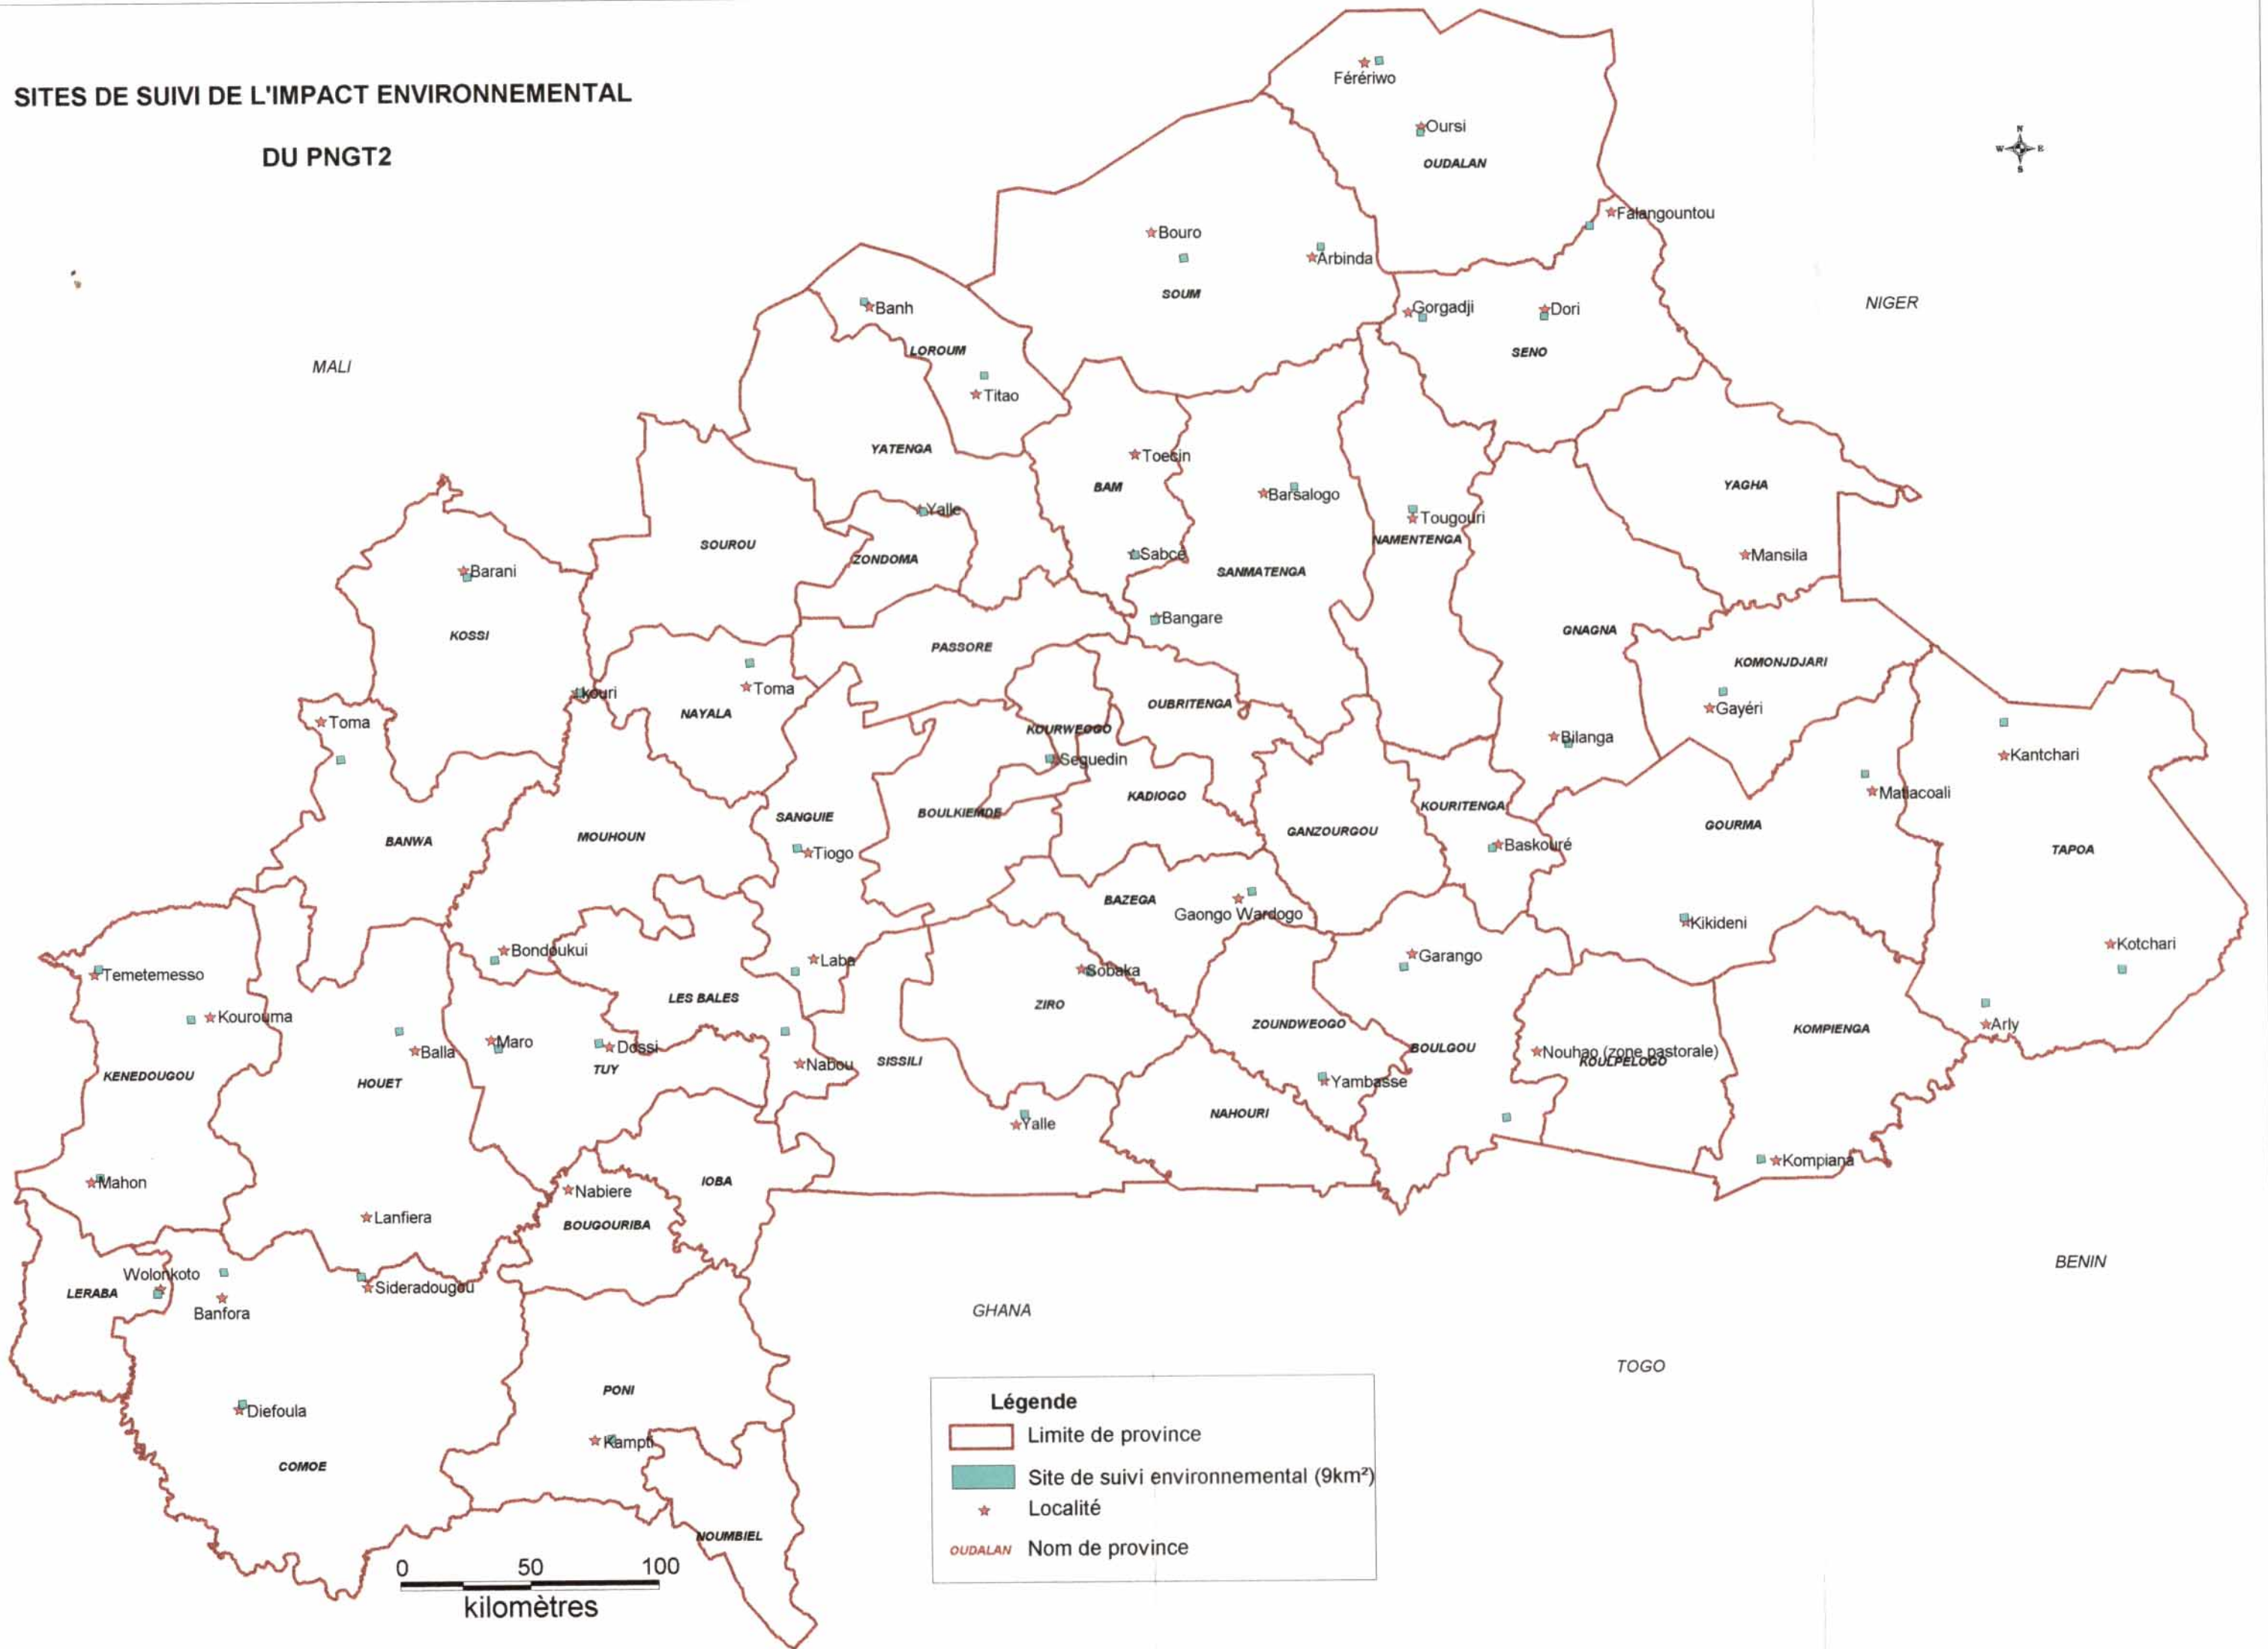 SITES DE SUIVI DE L'IMPACT ENVIRONNEMENTAL
DU PNGT2
N
W E
S
Férériwo
Oursi
OUDALAN
Falangountou
Bouro
Arbinda
SOUM
NIGER
Banh
Gorgadji
Dori
LOROUM
SENO
MALI
Titao
YATENGA
Toecin
BAM
Barsalogo
YAGHA
Yalle
Tougouri
SOUROU
NAMENTENGA
ZONDOMA
Sabcé
Mansila
Barani
SANMATENGA
Bangare
KOSSI
PASSORE
GNAGNA
KOMONJDJARI
kouri
Toma
NAYALA
OUBRITENGA
Gayéri
Toma
KOURWEOGO
Bilanga
Seguedin
Kantchari
Matiacoali
KADIOGO
SANGUIE
BOULKIEMDE
KOURITENGA
BANWA
MOUHOUN
GANZOURGOU
GOURMA
Tiogo
Baskouré
TAPOA
BAZEGA
Gaongo Wardogo
Kikideni
Bondoukui
Garango
Kotchari
Temetemesso
Laba
Sobaka
LES BALES
ZIRO
Kourouma
ZOUNDWEOGO
KOMPIENGA
Arly
Maro
Dossi
Balla
BOULGOU
Nouhao (zone pastorale)
KOULPELOGO
Nabou
SISSILI
TUY
KENEDOUGOU
HOUET
Yambasse
NAHOURI
Yalle
Kompiana
Mahon
IOBA
Nabiere
Lanfiera
BOUGOURIBA
BENIN
Wolonkoto
LERABA
Sideradougou
Banfora
GHANA
TOGO
PONI
Diefoula
Kampti
COMOE
NOUMBIEL
Légende
Limite de province
Site de suivi environnemental (9km²)
Localité
OUDALAN Nom de province
0 50 100
kilomètres